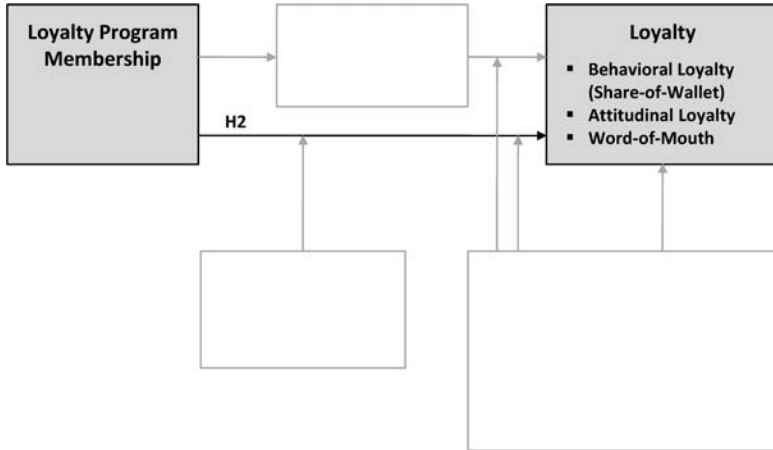 Loyalty Program
Membership
Loyalty
▪ Behavioral Loyalty
(Share-of-Wallet)
▪ Attitudinal Loyalty
▪ Word-of-Mouth
H2